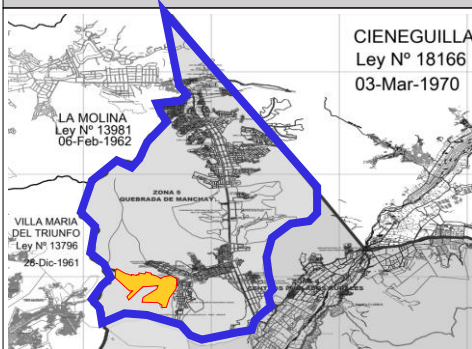 CIENEGUILLA
Ley Nº 18166
03-Mar-1970
LA MOLINA
Ley Nº 13981
06-Feb-1962
ZONA 5
QUEBRADA DE MANCHAY
VILLA MARIA
DEL TRIUNFO
Ley Nº 13796
28-Dic-1961